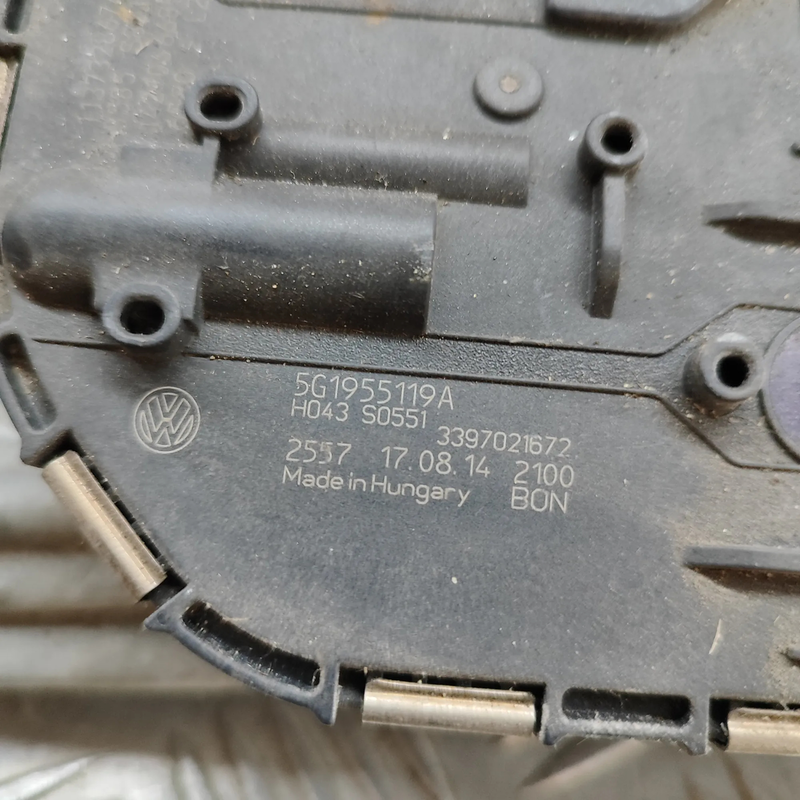 5G1955119A
H043 S0551
3397021672.
2557 17.08.14 2100
Made in Hungary BON